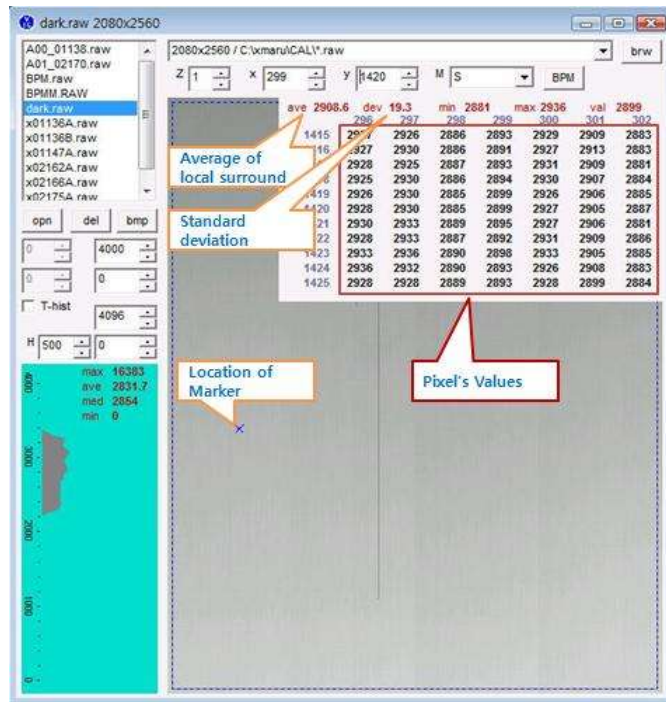 dark.raw 2080x2560
A00_01138.raw
A01_02170.raw
BPM.raw
BPMM.RAW
dark.raw
x01136A.raw
x01136B.raw
x01147A.raw
x02162A.raw
x02166A.raw
x02175A.raw
2080x2560 / C:\xmaru\CAL\*.raw
brw
Z 1 x 299 y 1420 M S BPM
ave 2908.6 dev 19.3 min 2881 max 2936 val 2899
296 297 298 299 300 301 302
1415 2926 2886 2893 2929 2909 2883
2927 2930 2886 2891 2927 2913 2883
2928 2925 2887 2893 2931 2909 2881
2925 2930 2886 2894 2930 2907 2884
1419 2926 2930 2885 2899 2926 2906 2885
1420 2928 2930 2885 2899 2927 2905 2887
2930 2933 2889 2895 2927 2906 2881
2928 2933 2887 2892 2931 2909 2886
1423 2933 2936 2890 2898 2933 2905 2885
1424 2936 2932 2890 2893 2926 2908 2883
1425 2928 2928 2889 2893 2928 2899 2884
Average of
local surround
Standard
deviation
opn del bmp
0 4000
0 0
T-hist
4096
H 500 0
max 16383
ave 2831.7
med 2854
min 0
4000
3000
2000
1000
0
Location of
Marker
Pixel's Values